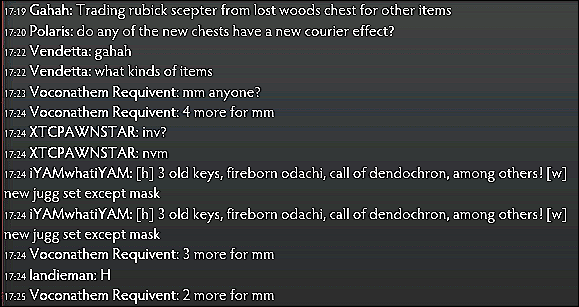 17:19 Gahah: Trading rubick scepter from lost woods chest for other items
17:20 Polaris: do any of the new chests have a new courier effect?
17:22 Vendetta: gahah
17:22 Vendetta: what kinds of items
17:23 Voconathem Requivent: mm anyone?
17:24 Voconathem Requivent: 4 more for mm
17:24 XTCPAWNSTAR: inv?
17:24 XTCPAWNSTAR: nvm
17:24 iYAMwhatiYAM: [h] 3 old keys, fireborn odachi, call of dendochron, among others! [w]
new jugg set except mask
17:24 iYAMwhatiYAM: [h] 3 old keys, fireborn odachi, call of dendochron, among others! [w]
new jugg set except mask
17:24 Voconathem Requivent: 3 more for mm
17:24 landieman: H
17:25 Voconathem Requivent: 2 more for mm